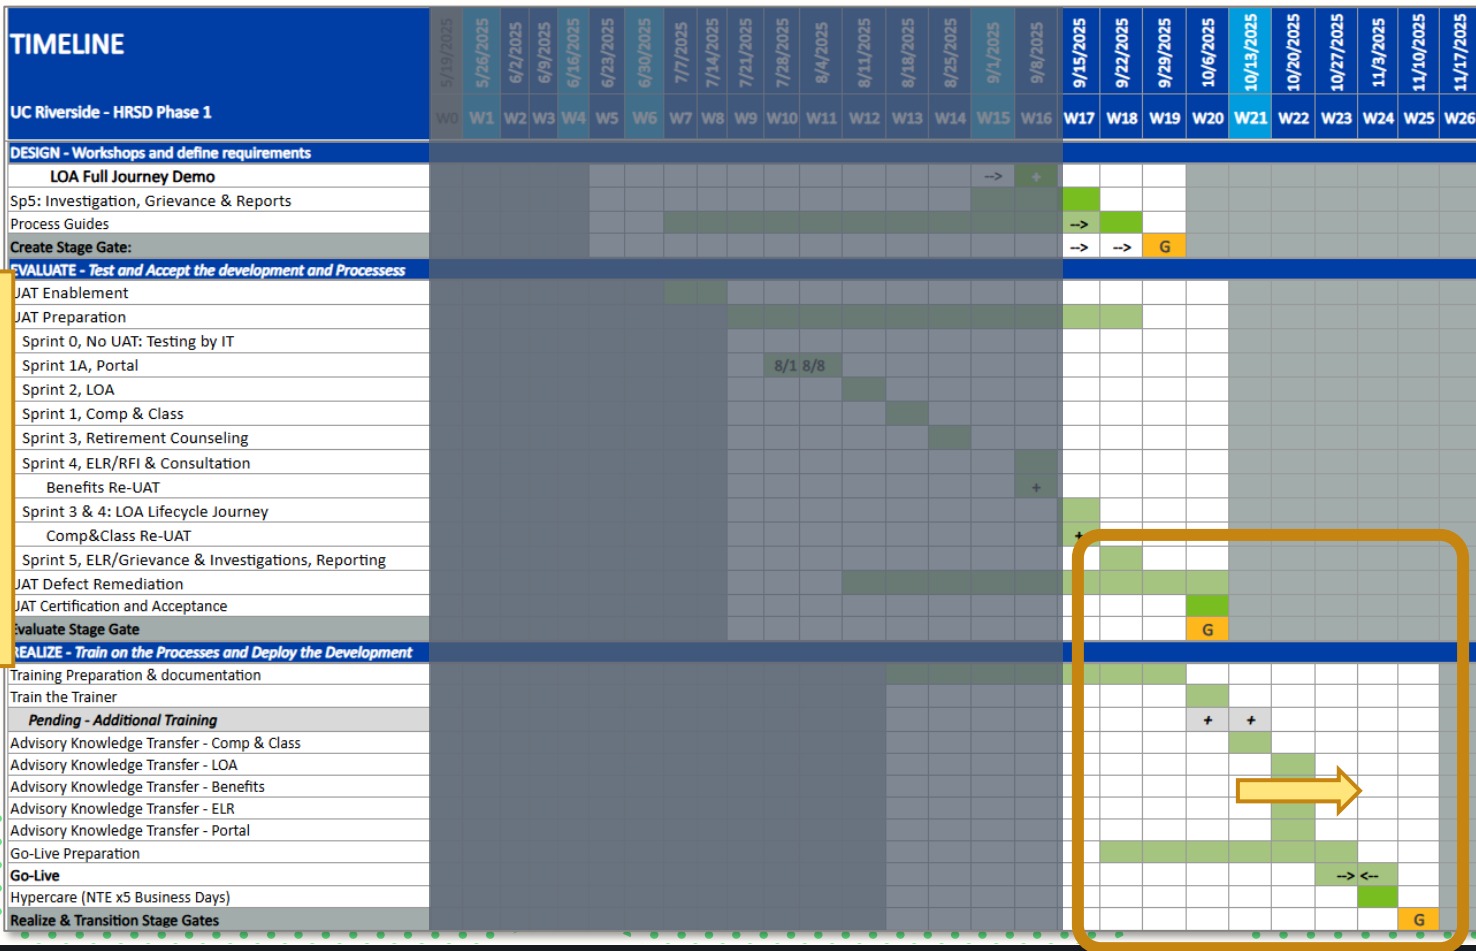 TIMELINE
5/19/2025 5/26/2025 6/2/2025 6/9/2025 6/16/2025 6/23/2025 6/30/2025 7/7/2025 7/14/2025 7/21/2025 7/28/2025 8/4/2025 8/11/2025 8/18/2025 8/25/2025 9/1/2025 9/8/2025 9/15/2025 9/22/2025 9/29/2025 10/6/2025 10/13/2025 10/20/2025 10/27/2025 11/3/2025 11/10/2025 11/17/2025
UC Riverside - HRSD Phase 1
W0 W1 W2 W3 W4 W5 W6 W7 W8 W9 W10 W11 W12 W13 W14 W15 W16 W17 W18 W19 W20 W21 W22 W23 W24 W25 W26
DESIGN - Workshops and define requirements
LOA Full Journey Demo --> +
Sp5: Investigation, Grievance & Reports
Process Guides -->
Create Stage Gate: --> --> G
EVALUATE - Test and Accept the development and Processess
UAT Enablement
UAT Preparation
Sprint 0, No UAT: Testing by IT
Sprint 1A, Portal 8/1 8/8
Sprint 2, LOA
Sprint 1, Comp & Class
Sprint 3, Retirement Counseling
Sprint 4, ELR/RFI & Consultation
Benefits Re-UAT +
Sprint 3 & 4: LOA Lifecycle Journey
Comp&Class Re-UAT +
Sprint 5, ELR/Grievance & Investigations, Reporting
UAT Defect Remediation
UAT Certification and Acceptance
Evaluate Stage Gate G
REALIZE - Train on the Processes and Deploy the Development
Training Preparation & documentation
Train the Trainer
Pending - Additional Training + +
Advisory Knowledge Transfer - Comp & Class
Advisory Knowledge Transfer - LOA
Advisory Knowledge Transfer - Benefits
Advisory Knowledge Transfer - ELR
Advisory Knowledge Transfer - Portal
Go-Live Preparation
Go-Live --> <--
Hypercare (NTE x5 Business Days)
Realize & Transition Stage Gates G